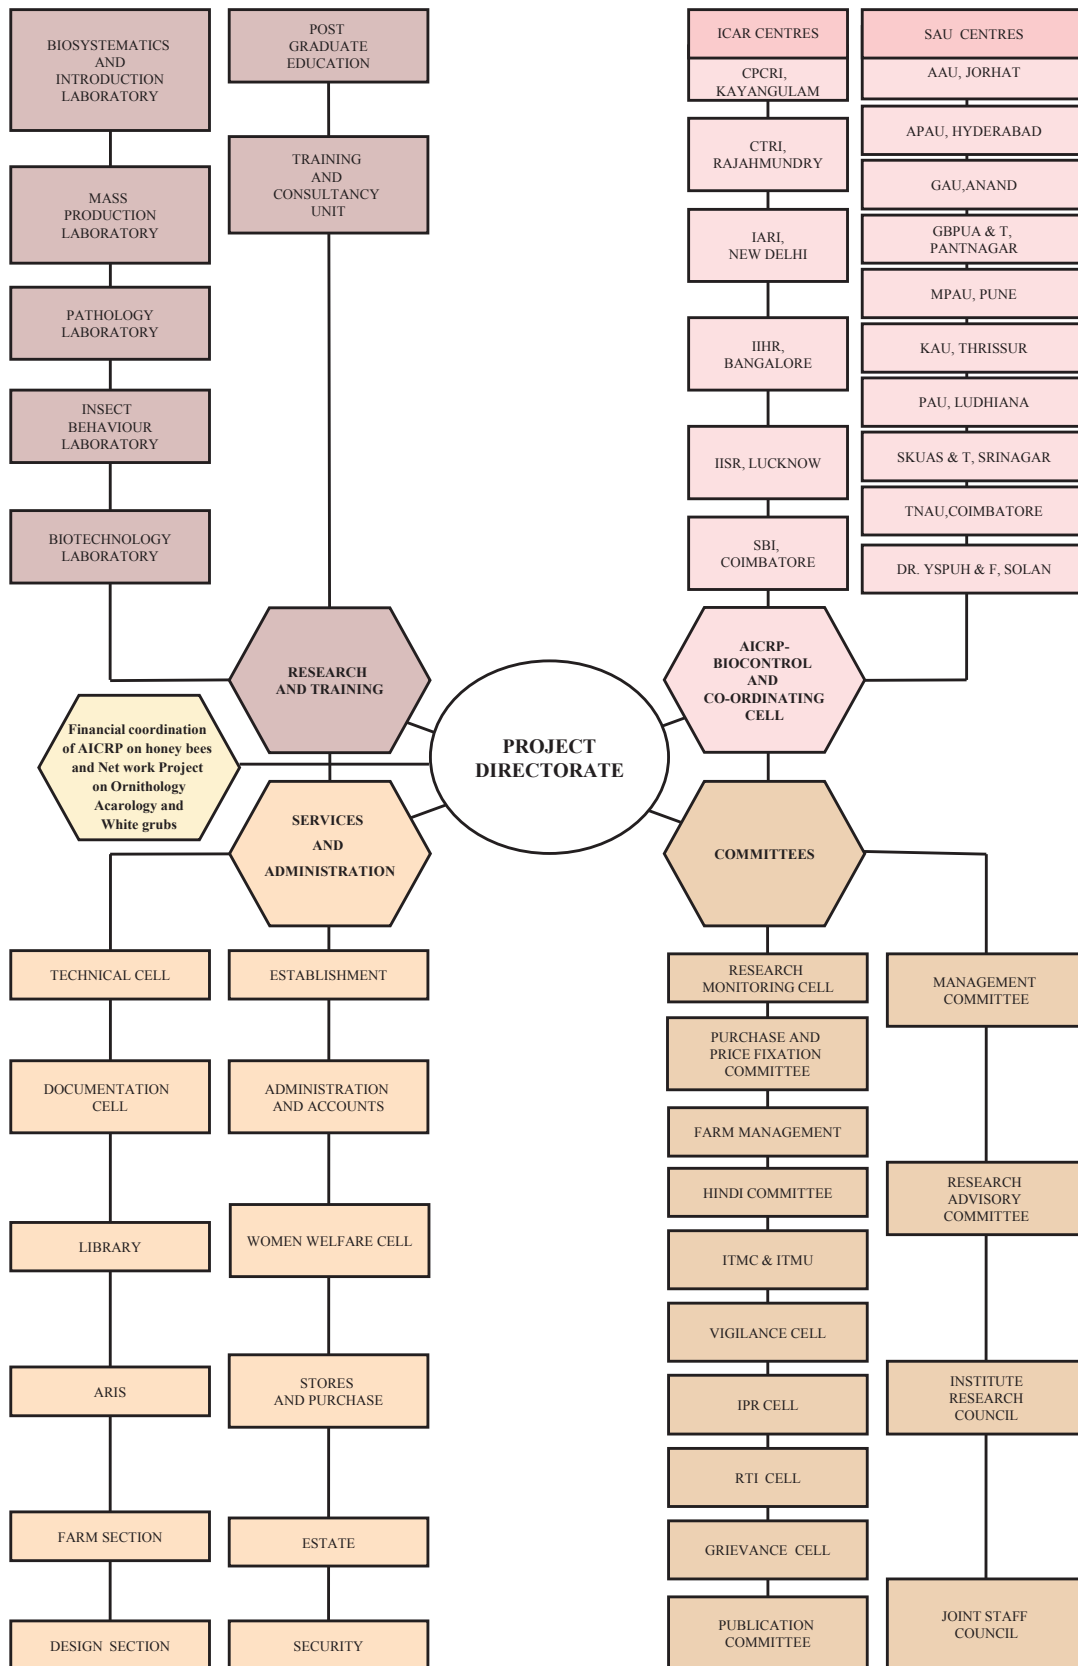 BIOSYSTEMATICS
AND
INTRODUCTION
LABORATORY
MASS
PRODUCTION
LABORATORY
PATHOLOGY
LABORATORY
INSECT
BEHAVIOUR
LABORATORY
BIOTECHNOLOGY
LABORATORY
POST
GRADUATE
EDUCATION
TRAINING
AND
CONSULTANCY
UNIT
ICAR CENTRES
CPCRI,
KAYANGULAM
CTRI,
RAJAHMUNDRY
IARI,
NEW DELHI
IIHR,
BANGALORE
IISR, LUCKNOW
SBI,
COIMBATORE
SAU CENTRES
AAU, JORHAT
APAU, HYDERABAD
GAU,ANAND
GBPUA & T,
PANTNAGAR
MPAU, PUNE
KAU, THRISSUR
PAU, LUDHIANA
SKUAS & T, SRINAGAR
TNAU,COIMBATORE
DR. YSPUH & F, SOLAN
RESEARCH
AND TRAINING
AICRP-
BIOCONTROL
AND
CO-ORDINATING
CELL
Financial coordination
of AICRP on honey bees
and Net work Project
on Ornithology
Acarology and
White grubs
PROJECT
DIRECTORATE
SERVICES
AND
ADMINISTRATION
COMMITTEES
TECHNICAL CELL
DOCUMENTATION
CELL
LIBRARY
ARIS
FARM SECTION
DESIGN SECTION
ESTABLISHMENT
ADMINISTRATION
AND ACCOUNTS
WOMEN WELFARE CELL
STORES
AND PURCHASE
ESTATE
SECURITY
RESEARCH
MONITORING CELL
PURCHASE AND
PRICE FIXATION
COMMITTEE
FARM MANAGEMENT
HINDI COMMITTEE
ITMC & ITMU
VIGILANCE CELL
IPR CELL
RTI CELL
GRIEVANCE CELL
PUBLICATION
COMMITTEE
MANAGEMENT
COMMITTEE
RESEARCH
ADVISORY
COMMITTEE
INSTITUTE
RESEARCH
COUNCIL
JOINT STAFF
COUNCIL